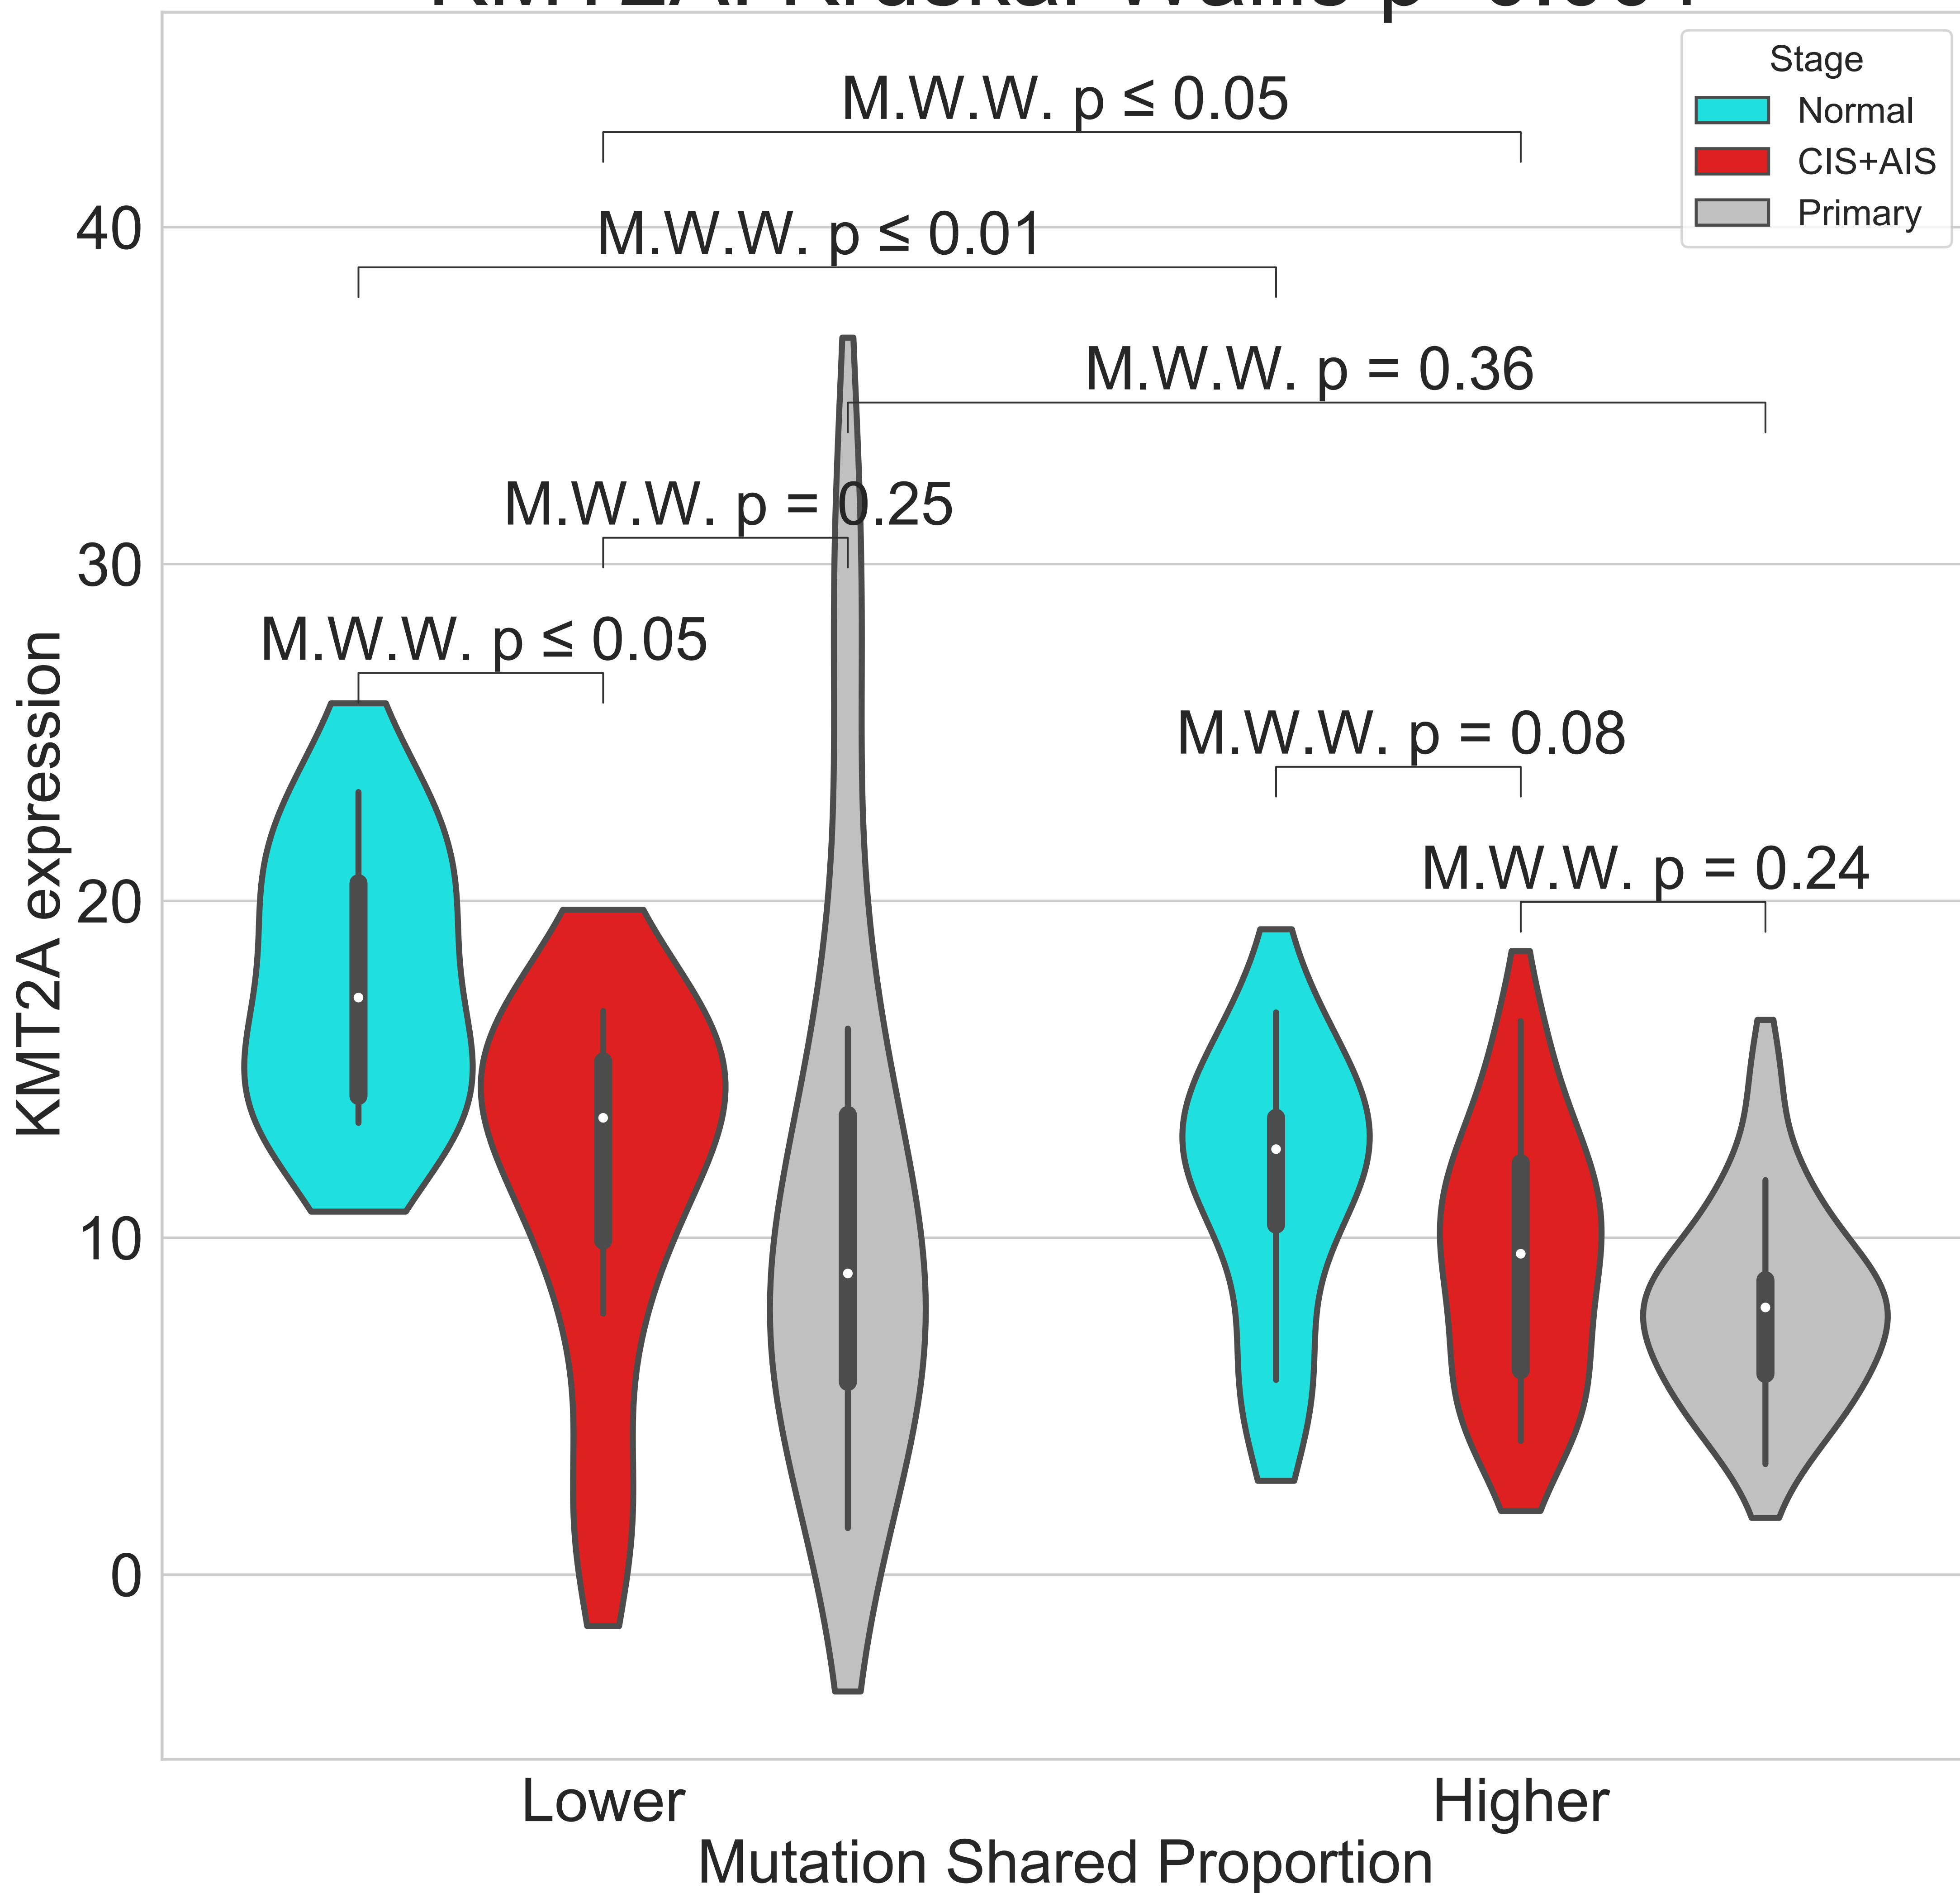 Stage
Normal
CIS+AIS
Primary
M.W.W. p ≤ 0.05
M.W.W. p ≤ 0.01
M.W.W. p = 0.36
M.W.W. p = 0.25
M.W.W. p ≤ 0.05
M.W.W. p = 0.08
M.W.W. p = 0.24
KMT2A expression
40
30
20
10
0
Lower
Higher
Mutation Shared Proportion